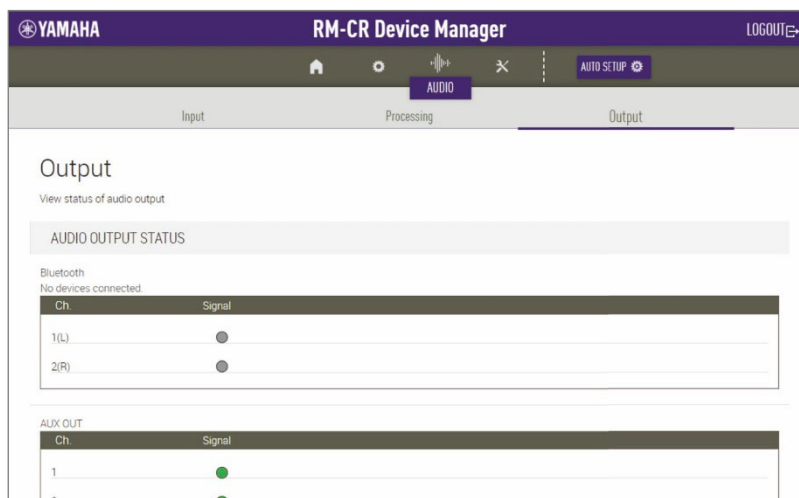 YAMAHA RM-CR Device Manager LOGOUT
AUTO SETUP
AUDIO
Input Processing Output
Output
View status of audio output
AUDIO OUTPUT STATUS
Bluetooth
No devices connected.
Ch. Signal
1(L)
2(R)
AUX OUT
Ch. Signal
1